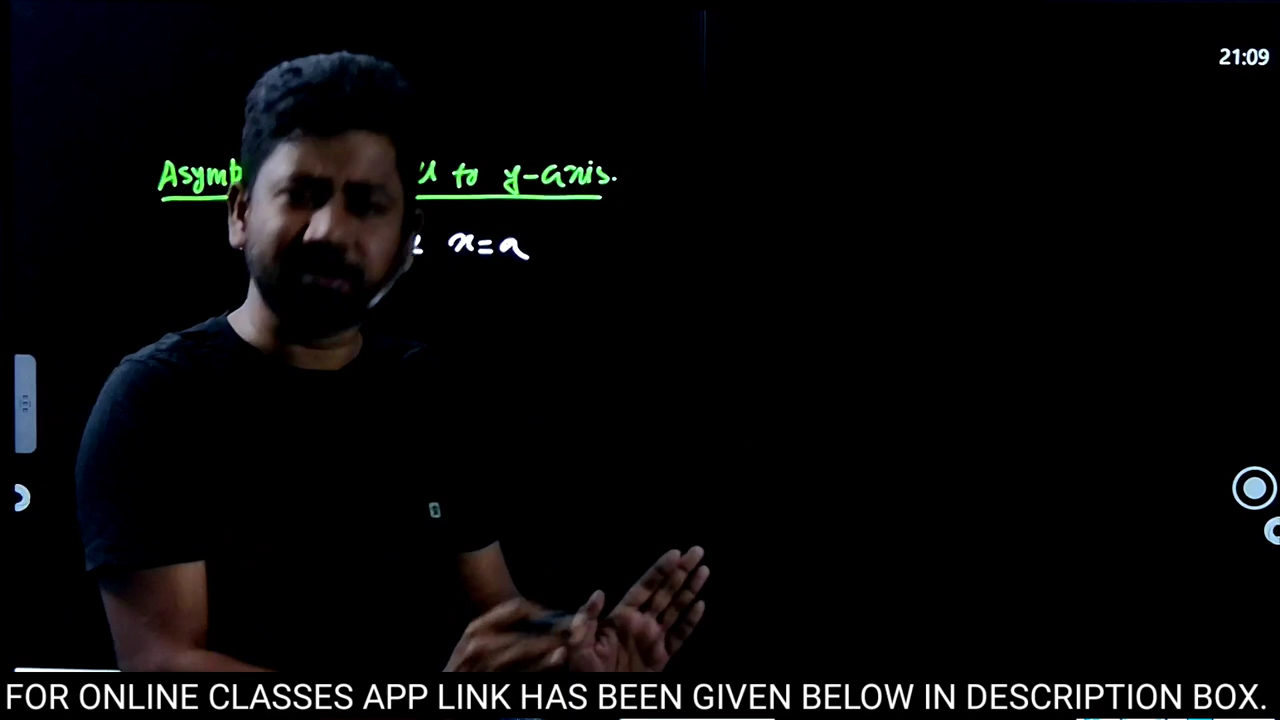 21:09
Asymp to y-axis.
x=a
FOR ONLINE CLASSES APP LINK HAS BEEN GIVEN BELOW IN DESCRIPTION BOX.